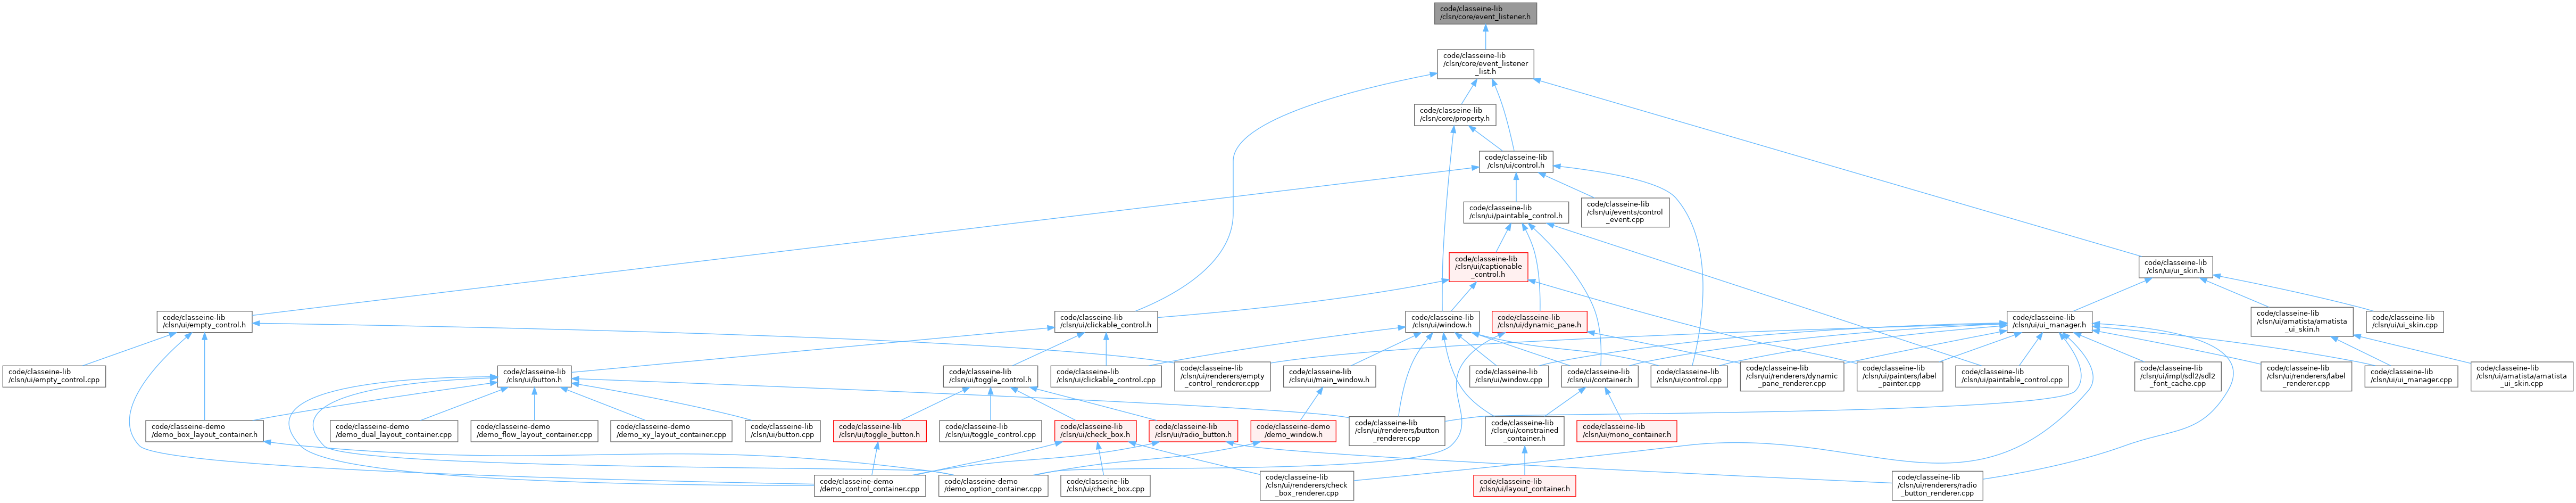 code/classeine-lib
/clsn/core/event_listener.h
code/classeine-lib
/clsn/core/event_listener
_list.h
code/classeine-lib
/clsn/core/property.h
code/classeine-lib
/clsn/ui/control.h
code/classeine-lib
/clsn/ui/paintable_control.h
code/classeine-lib
/clsn/ui/events/control
_event.cpp
code/classeine-lib
/clsn/ui/captionable
_control.h
code/classeine-lib
/clsn/ui/ui_skin.h
code/classeine-lib
/clsn/ui/empty_control.h
code/classeine-lib
/clsn/ui/clickable_control.h
code/classeine-lib
/clsn/ui/window.h
code/classeine-lib
/clsn/ui/dynamic_pane.h
code/classeine-lib
/clsn/ui/ui_manager.h
code/classeine-lib
/clsn/ui/amatista/amatista
_ui_skin.h
code/classeine-lib
/clsn/ui/ui_skin.cpp
code/classeine-lib
/clsn/ui/empty_control.cpp
code/classeine-lib
/clsn/ui/button.h
code/classeine-lib
/clsn/ui/toggle_control.h
code/classeine-lib
/clsn/ui/clickable_control.cpp
code/classeine-lib
/clsn/ui/renderers/empty
_control_renderer.cpp
code/classeine-lib
/clsn/ui/main_window.h
code/classeine-lib
/clsn/ui/window.cpp
code/classeine-lib
/clsn/ui/container.h
code/classeine-lib
/clsn/ui/control.cpp
code/classeine-lib
/clsn/ui/renderers/dynamic
_pane_renderer.cpp
code/classeine-lib
/clsn/ui/painters/label
_painter.cpp
code/classeine-lib
/clsn/ui/paintable_control.cpp
code/classeine-lib
/clsn/ui/impl/sdl2/sdl2
_font_cache.cpp
code/classeine-lib
/clsn/ui/renderers/label
_renderer.cpp
code/classeine-lib
/clsn/ui/ui_manager.cpp
code/classeine-lib
/clsn/ui/amatista/amatista
_ui_skin.cpp
code/classeine-demo
/demo_box_layout_container.h
code/classeine-demo
/demo_dual_layout_container.cpp
code/classeine-demo
/demo_flow_layout_container.cpp
code/classeine-demo
/demo_xy_layout_container.cpp
code/classeine-lib
/clsn/ui/button.cpp
code/classeine-lib
/clsn/ui/toggle_button.h
code/classeine-lib
/clsn/ui/toggle_control.cpp
code/classeine-lib
/clsn/ui/check_box.h
code/classeine-lib
/clsn/ui/radio_button.h
code/classeine-demo
/demo_window.h
code/classeine-lib
/clsn/ui/renderers/button
_renderer.cpp
code/classeine-lib
/clsn/ui/constrained
_container.h
code/classeine-lib
/clsn/ui/mono_container.h
code/classeine-demo
/demo_control_container.cpp
code/classeine-demo
/demo_option_container.cpp
code/classeine-lib
/clsn/ui/check_box.cpp
code/classeine-lib
/clsn/ui/renderers/check
_box_renderer.cpp
code/classeine-lib
/clsn/ui/layout_container.h
code/classeine-lib
/clsn/ui/renderers/radio
_button_renderer.cpp